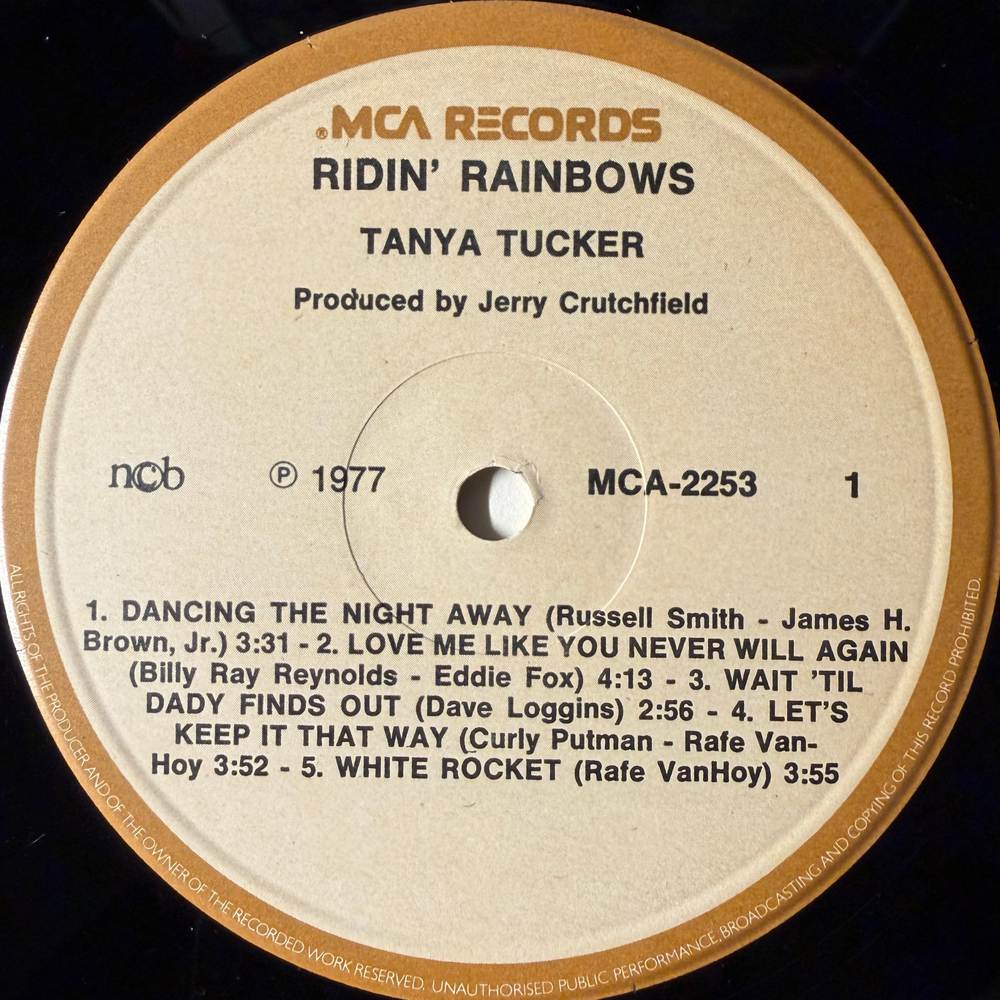 ® MCA RECORDS
RIDIN' RAINBOWS
TANYA TUCKER
Produced by Jerry Crutchfield
ncb ℗ 1977 MCA-2253 1
1. DANCING THE NIGHT AWAY (Russell Smith - James H.
Brown, Jr.) 3:31 - 2. LOVE ME LIKE YOU NEVER WILL AGAIN
(Billy Ray Reynolds - Eddie Fox) 4:13 - 3. WAIT 'TIL
DADY FINDS OUT (Dave Loggins) 2:56 - 4. LET'S
KEEP IT THAT WAY (Curly Putman - Rafe Van-
Hoy 3:52 - 5. WHITE ROCKET (Rafe VanHoy) 3:55
ALL RIGHTS OF THE PRODUCER AND OF THE OWNER OF THE RECORDED WORK RESERVED. UNAUTHORISED PUBLIC PERFORMANCE, BROADCASTING AND COPYING OF THIS RECORD PROHIBITED.